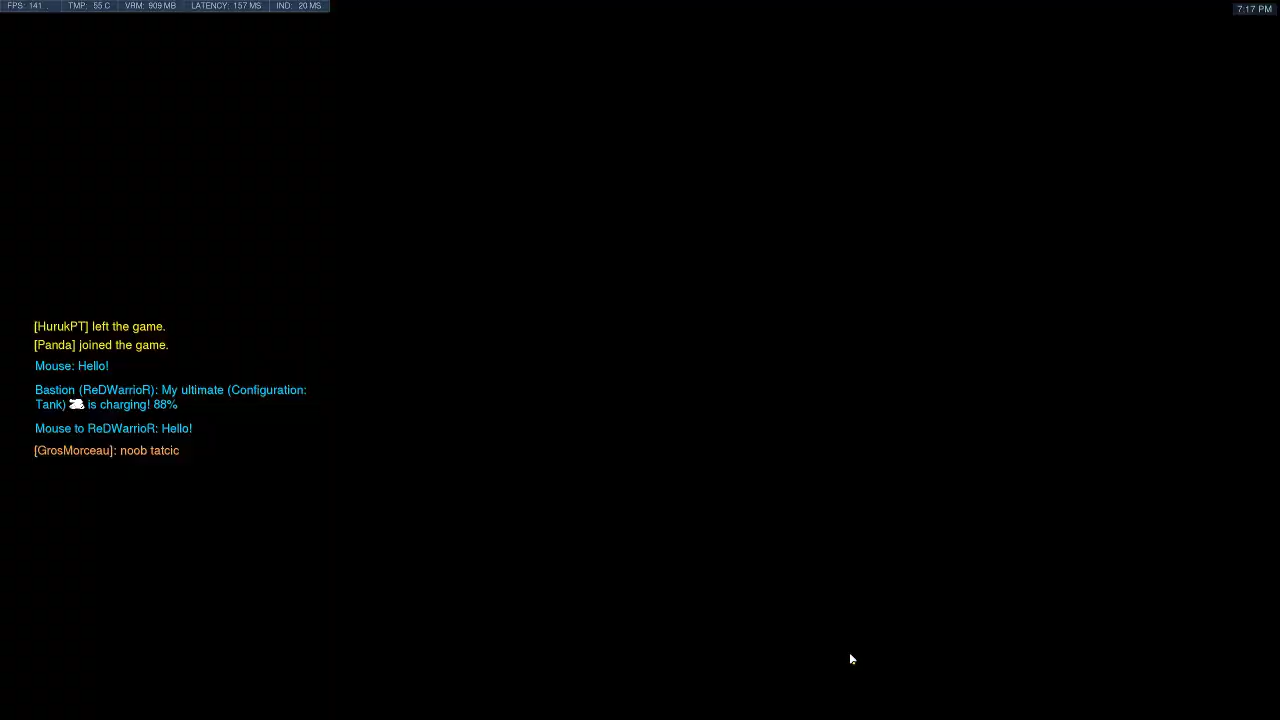 FPS: 141 TMP: 55 C VRM: 909 MB LATENCY: 157 MS IND: 20 MS
7:17 PM
[HurukPT] left the game.
[Panda] joined the game.
Mouse: Hello!
Bastion (ReDWarrioR): My ultimate (Configuration:
Tank) is charging! 88%
Mouse to ReDWarrioR: Hello!
[GrosMorceau]: noob tatcic